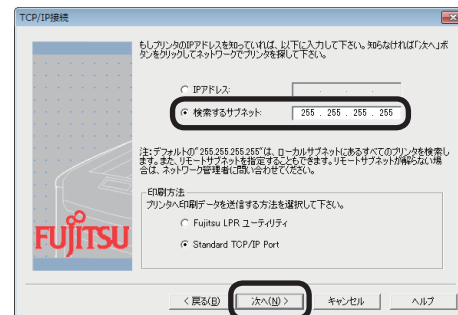 TCP/IP接続
もしプリンタのIPアドレスを知っていれば、以下に入力して下さい。知らなければ「次へ」ボ
タンをクリックしてネットワークでプリンタを探して下さい。
IPアドレス:
検索するサブネット: 255 . 255 . 255 . 255
注: デフォルトの"255.255.255.255"は、ローカルサブネットにあるすべてのプリンタを検索し
ます。また、リモートサブネットを指定することもできます。リモートサブネットが解らない場
合は、ネットワーク管理者に問い合わせてください。
印刷方法
プリンタへ印刷データを送信する方法を選択して下さい。
Fujitsu LPR ユーティリティ
Standard TCP/IP Port
FUJITSU
< 戻る(B) 次へ(N) > キャンセル ヘルプ